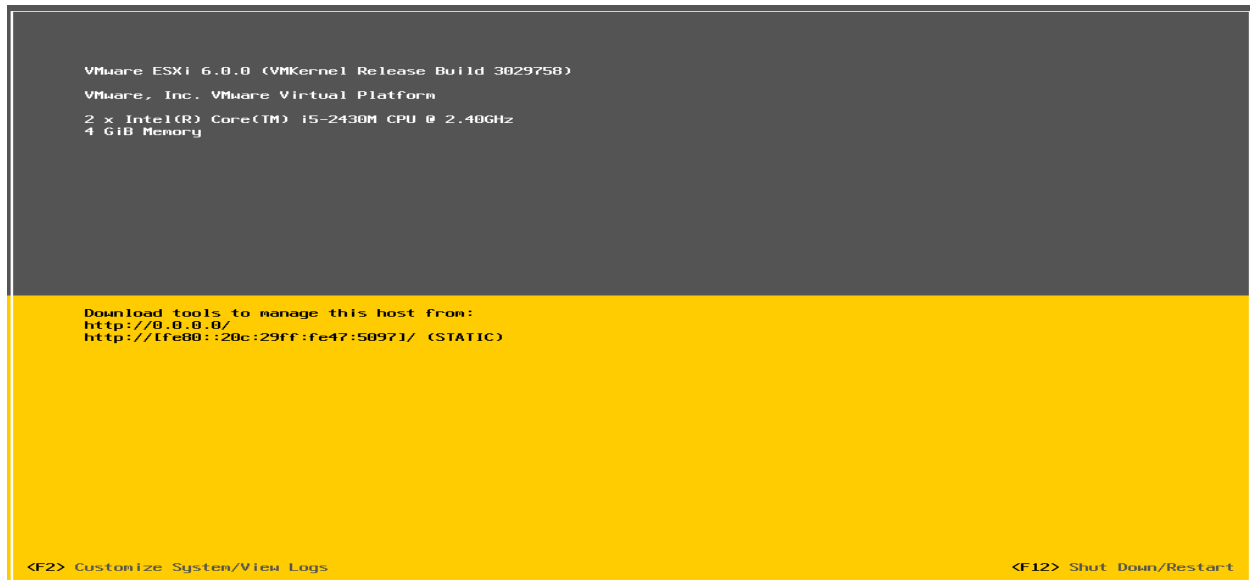 VMware ESXi 6.0.0 (VMKernel Release Build 3029758)
VMware, Inc. VMware Virtual Platform
2 x Intel(R) Core(TM) i5-2430M CPU @ 2.40GHz
4 GiB Memory
Download tools to manage this host from:
http://0.0.0.0/
http://[fe80::20c:29ff:fe47:5097]/ (STATIC)
<F2> Customize System/View Logs
<F12> Shut Down/Restart